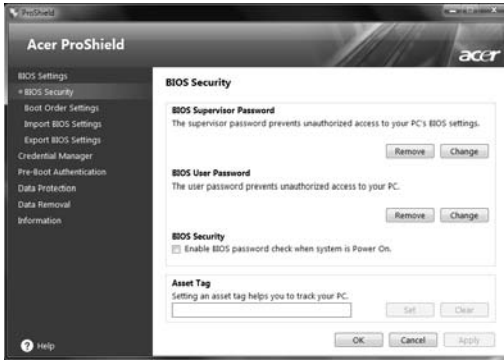 ProShield
Acer ProShield
acer
BIOS Settings
BIOS Security
Boot Order Settings
Import BIOS Settings
Export BIOS Settings
Credential Manager
Pre-Boot Authentication
Data Protection
Data Removal
Information
Help
BIOS Security
BIOS Supervisor Password
The supervisor password prevents unauthorized access to your PC's BIOS settings.
Remove Change
BIOS User Password
The user password prevents unauthorized access to your PC.
Remove Change
BIOS Security
Enable BIOS password check when system is Power On.
Asset Tag
Setting an asset tag helps you to track your PC.
Set Clear
OK Cancel Apply